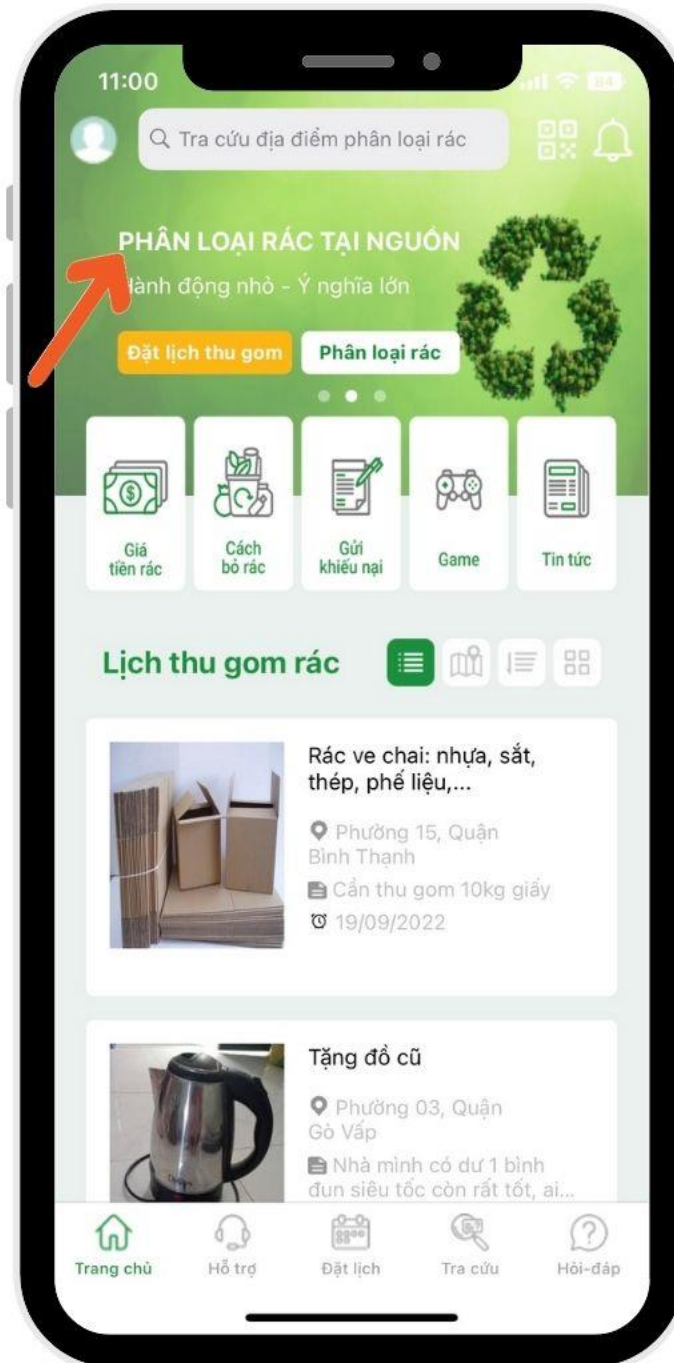 11:00
84
Tra cứu địa điểm phân loại rác
PHÂN LOẠI RÁC TẠI NGUỒN
Hành động nhỏ - Ý nghĩa lớn
Đặt lịch thu gom
Phân loại rác
Giá
tiền rác
Cách
bỏ rác
Gửi
khiếu nại
Game
Tin tức
Lịch thu gom rác
Rác ve chai: nhựa, sắt,
thép, phế liệu,...
Phường 15, Quận
Bình Thạnh
Cần thu gom 10kg giấy
19/09/2022
Tặng đồ cũ
Phường 03, Quận
Gò Vấp
Nhà mình có dư 1 bình
đun siêu tốc còn rất tốt, ai...
Trang chủ
Hỗ trợ
Đặt lịch
Tra cứu
Hỏi-đáp